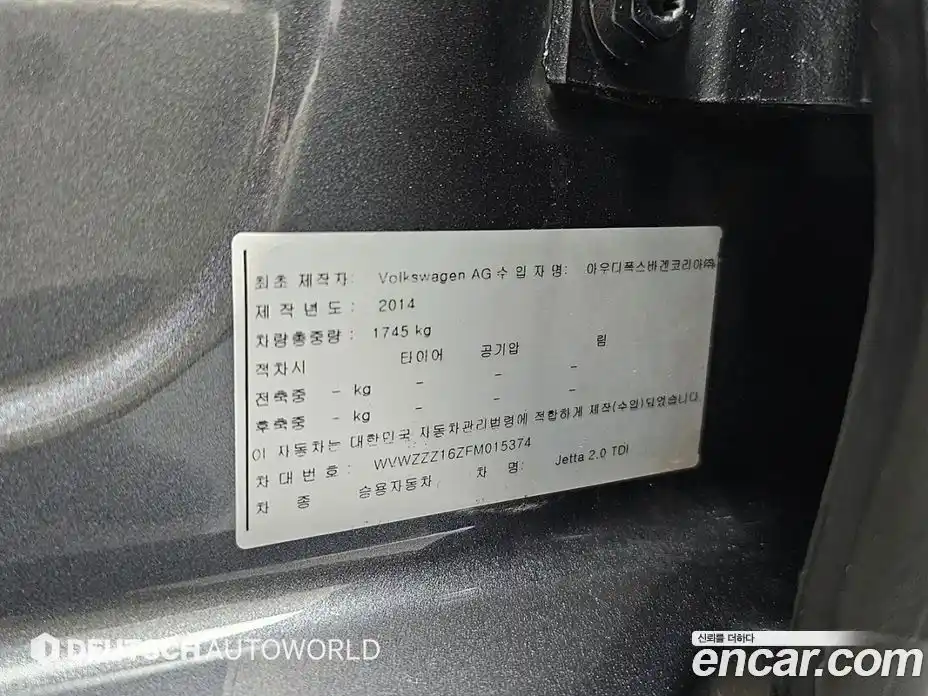 최초 제작자: Volkswagen AG 수 입 자 명: 아우디폭스바겐코리아㈜
제 작 년 도 : 2014
차량총중량 : 1745 kg
적차시 타이어 공기압 림
전축중 - kg - - -
후축중 - kg - - -
이 자동차는 대한민국 자동차관리법령에 적합하게 제작(수입)되었습니다.
차 대 번 호 : WVWZZZ16ZFM015374
차 종 승용자동차 차 명: Jetta 2.0 TDI
DEUTSCH AUTOWORLD
신뢰를 더하다
encar.com